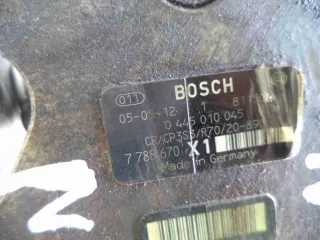 011 BOSCH
05-05-12 1
0 445 010 045
CR/CP3S3/R70/20-89
7 788 670 X1
Made in Germany